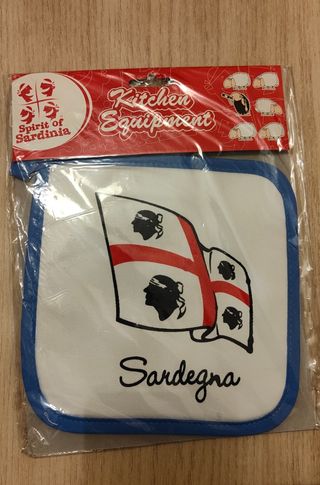 Spirit of
Sardinia
Kitchen
Equipment
Sardegna